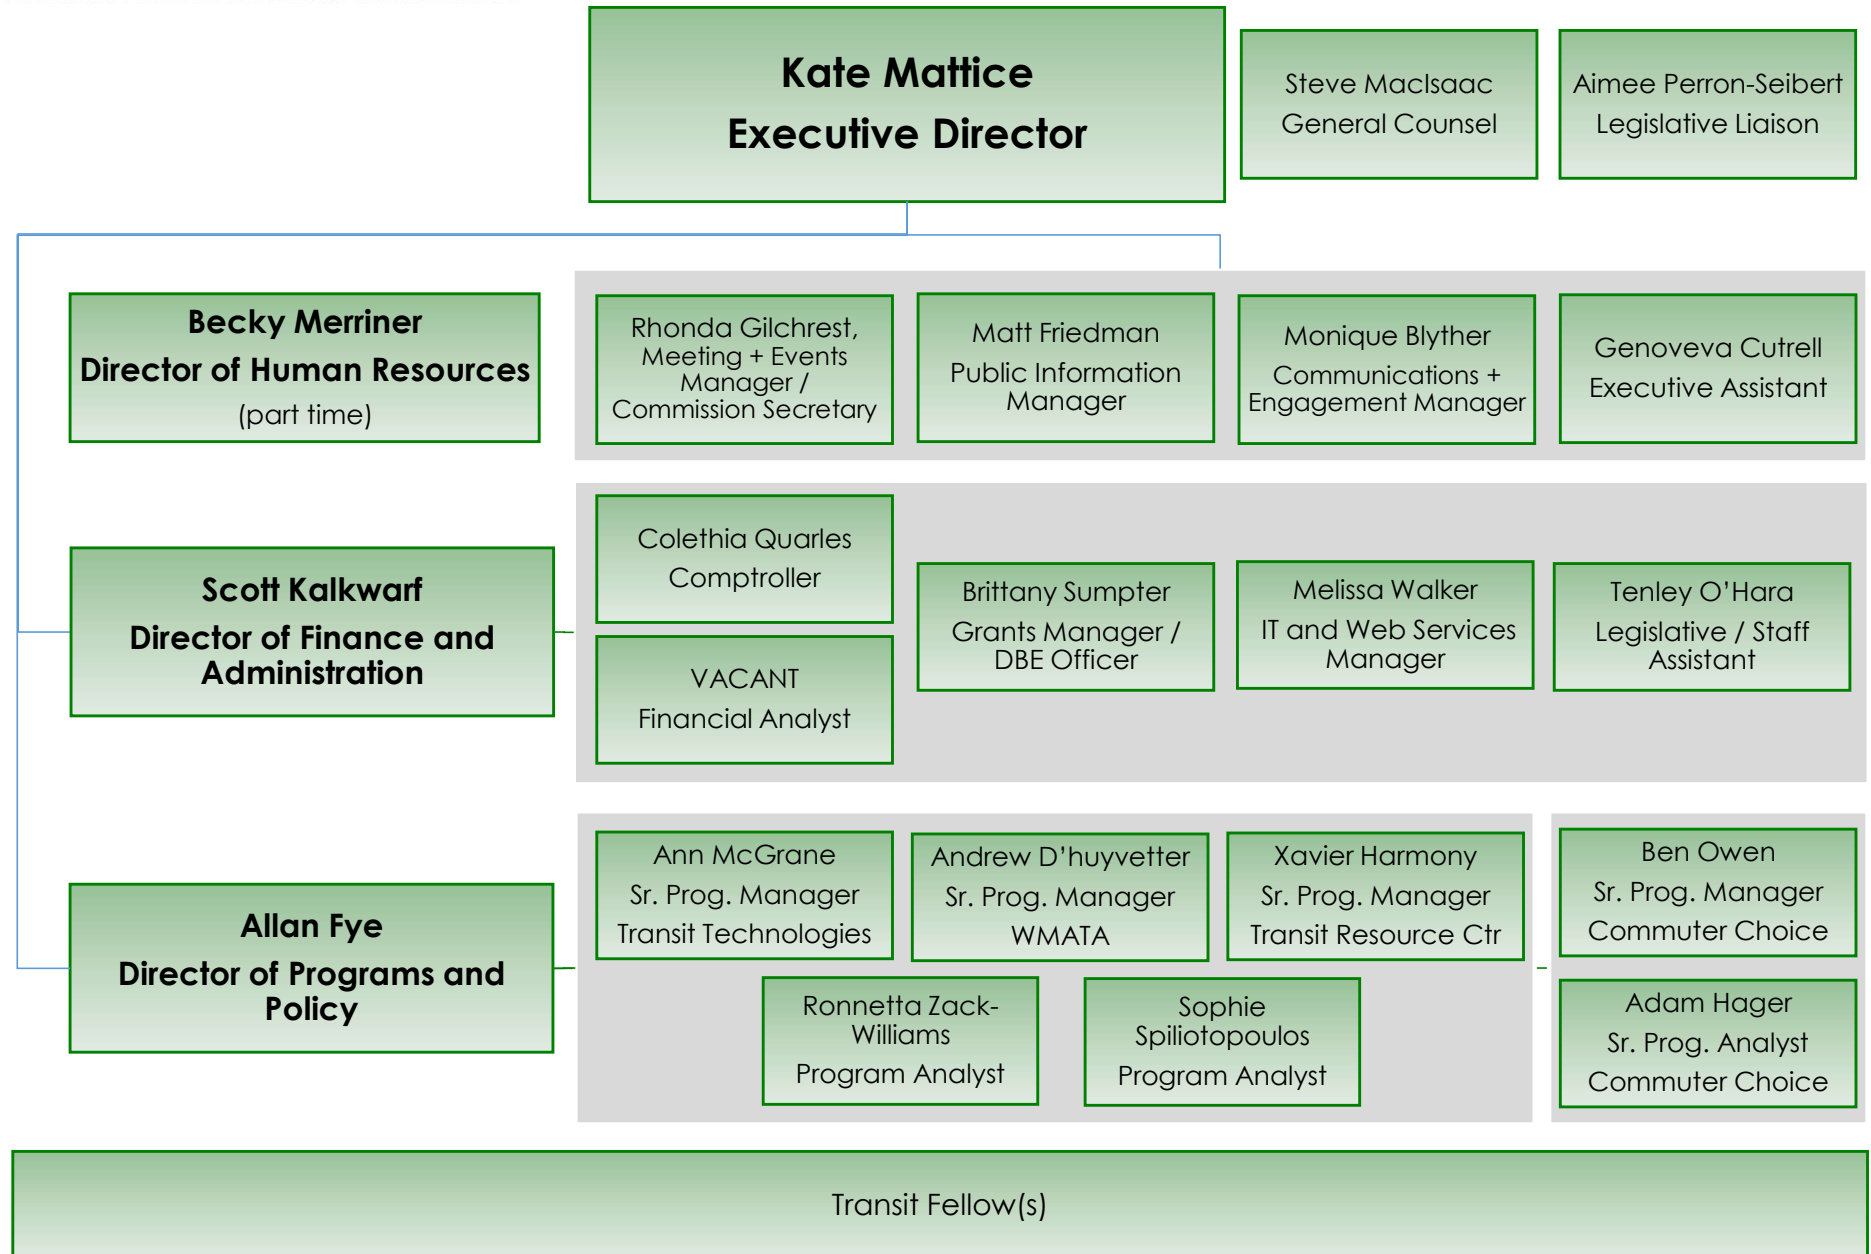 Kate Mattice
Executive Director
Steve MacIsaac
General Counsel
Aimee Perron-Seibert
Legislative Liaison
Becky Merriner
Director of Human Resources
(part time)
Rhonda Gilchrest,
Meeting + Events
Manager /
Commission Secretary
Matt Friedman
Public Information
Manager
Monique Blyther
Communications +
Engagement Manager
Genoveva Cutrell
Executive Assistant
Scott Kalkwarf
Director of Finance and
Administration
Colethia Quarles
Comptroller
VACANT
Financial Analyst
Brittany Sumpter
Grants Manager /
DBE Officer
Melissa Walker
IT and Web Services
Manager
Tenley O’Hara
Legislative / Staff
Assistant
Allan Fye
Director of Programs and
Policy
Ann McGrane
Sr. Prog. Manager
Transit Technologies
Andrew D’huyvetter
Sr. Prog. Manager
WMATA
Xavier Harmony
Sr. Prog. Manager
Transit Resource Ctr
Ronnetta Zack-
Williams
Program Analyst
Sophie
Spiliotopoulos
Program Analyst
Ben Owen
Sr. Prog. Manager
Commuter Choice
Adam Hager
Sr. Prog. Analyst
Commuter Choice
Transit Fellow(s)